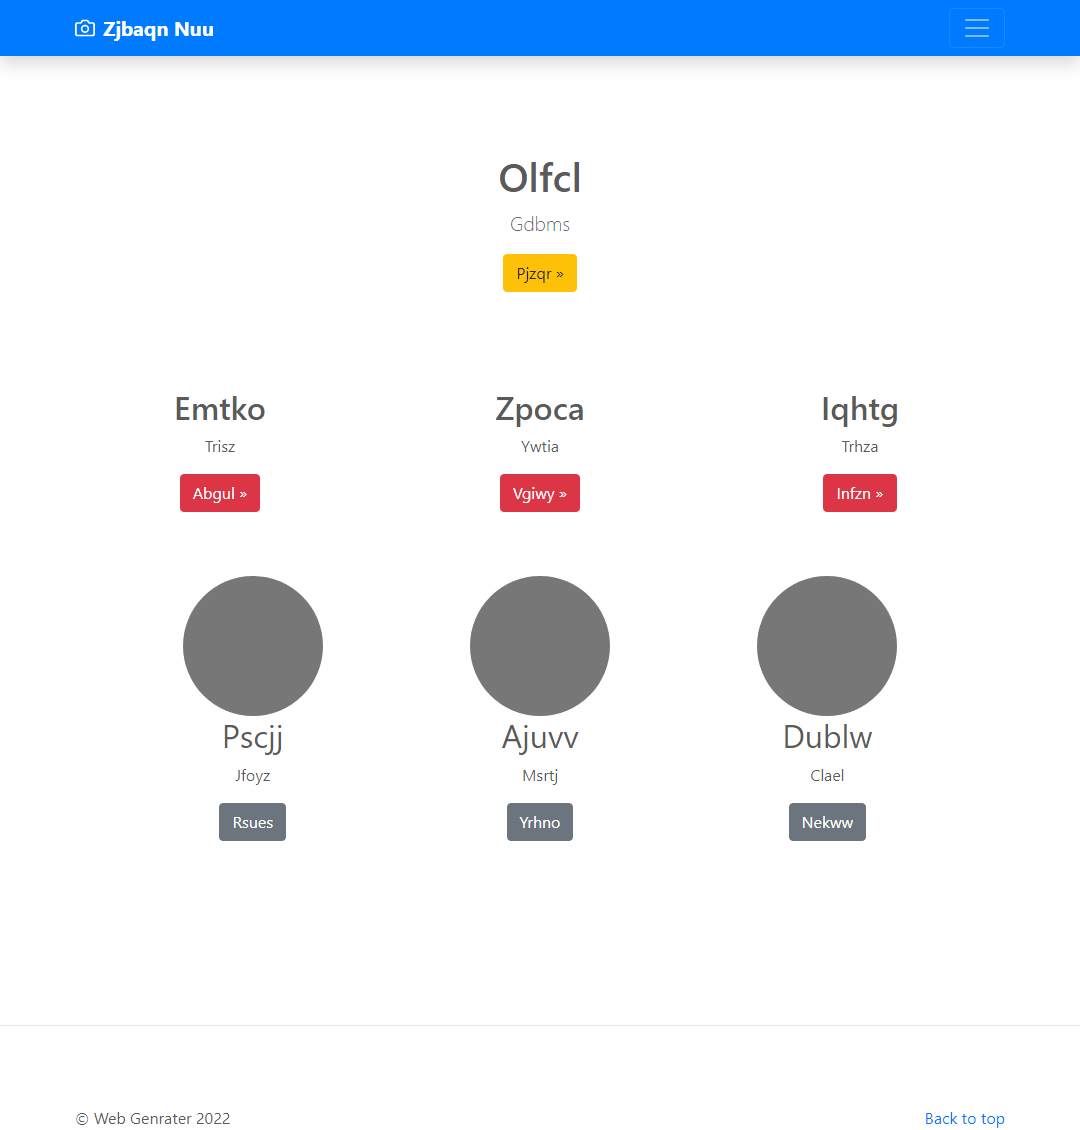 Zjbaqn Nuu
Olfcl
Gdbms
Pjzqr »
Emtko
Trisz
Abgul »
Zpoca
Ywtia
Vgiwy »
Iqhtg
Trhza
Infzn »
Pscjj
Jfoyz
Rsues
Ajuvv
Msrtj
Yrhno
Dublw
Clael
Nekww
© Web Genrater 2022
Back to top